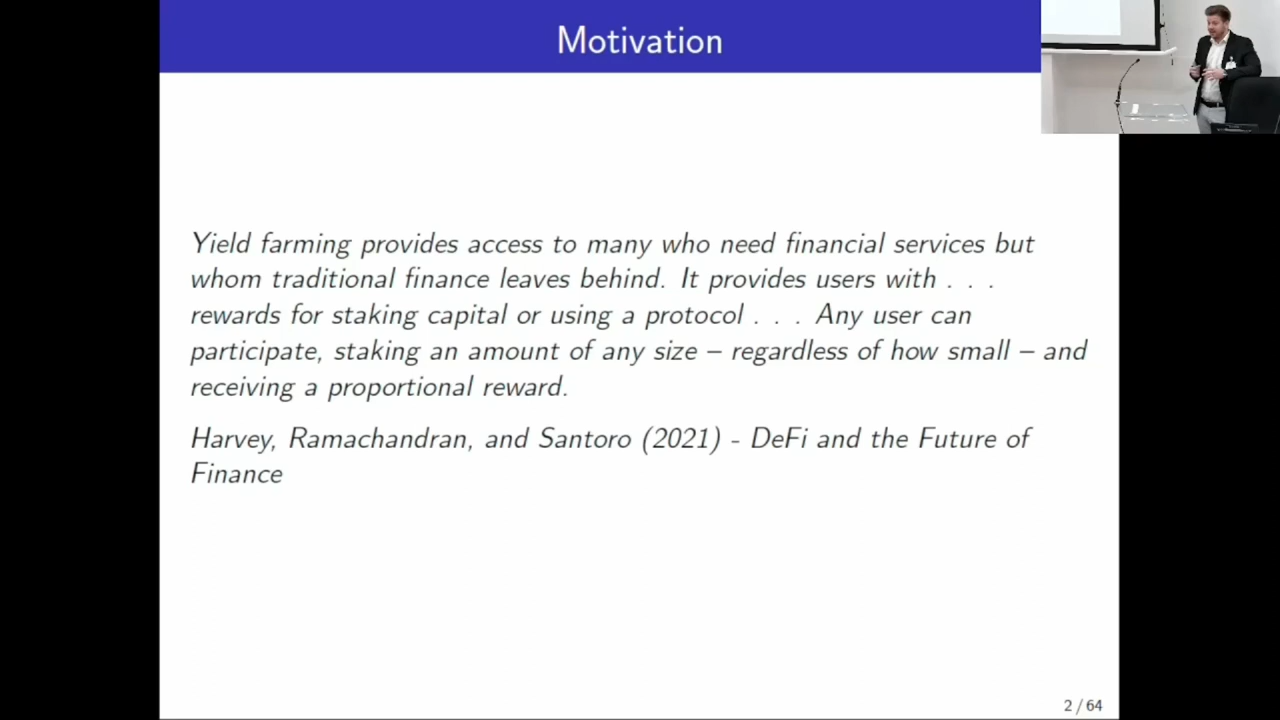 Motivation
Yield farming provides access to many who need financial services but
whom traditional finance leaves behind. It provides users with . . .
rewards for staking capital or using a protocol . . . Any user can
participate, staking an amount of any size – regardless of how small – and
receiving a proportional reward.
Harvey, Ramachandran, and Santoro (2021) - DeFi and the Future of
Finance
2 / 64